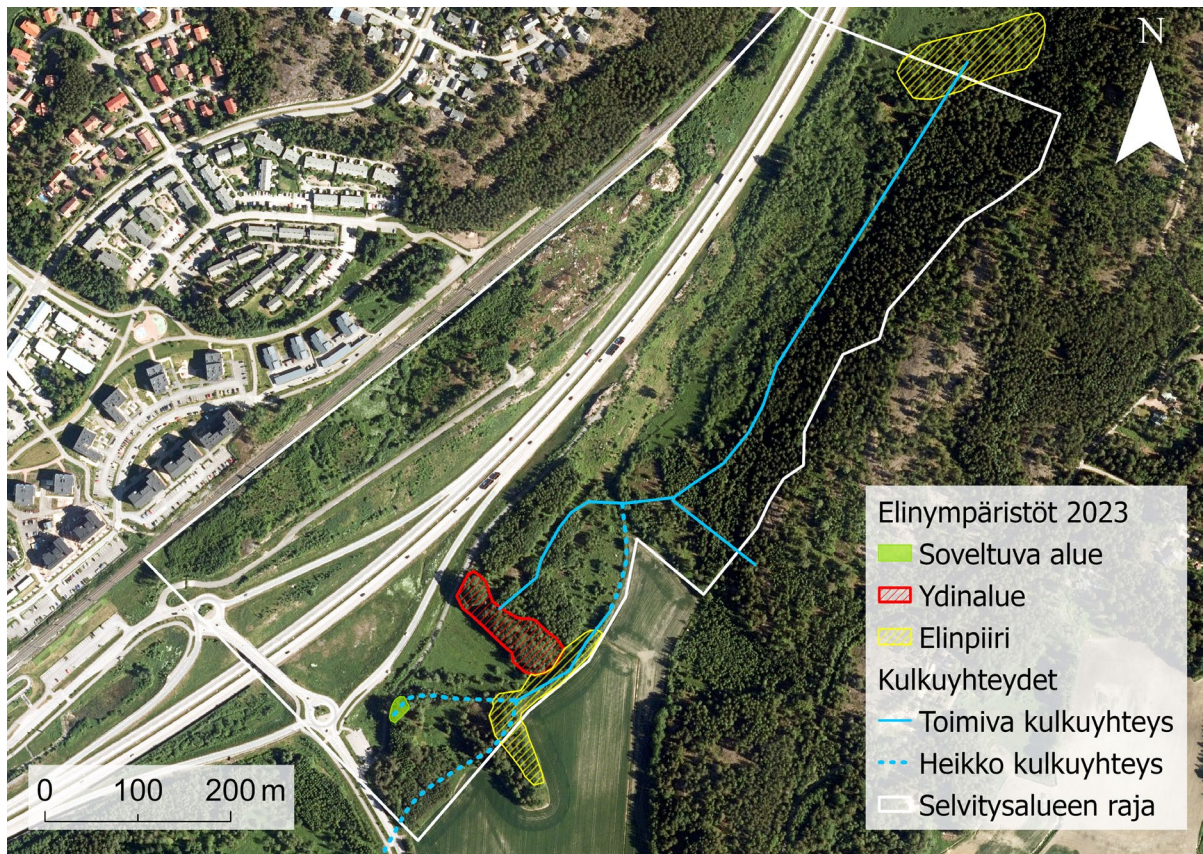 N
Elinympäristöt 2023
Soveltuva alue
Ydinalue
Elinpiiri
Kulkuyhteydet
Toimiva kulkuyhteys
Heikko kulkuyhteys
Selvitysalueen raja
0 100 200 m